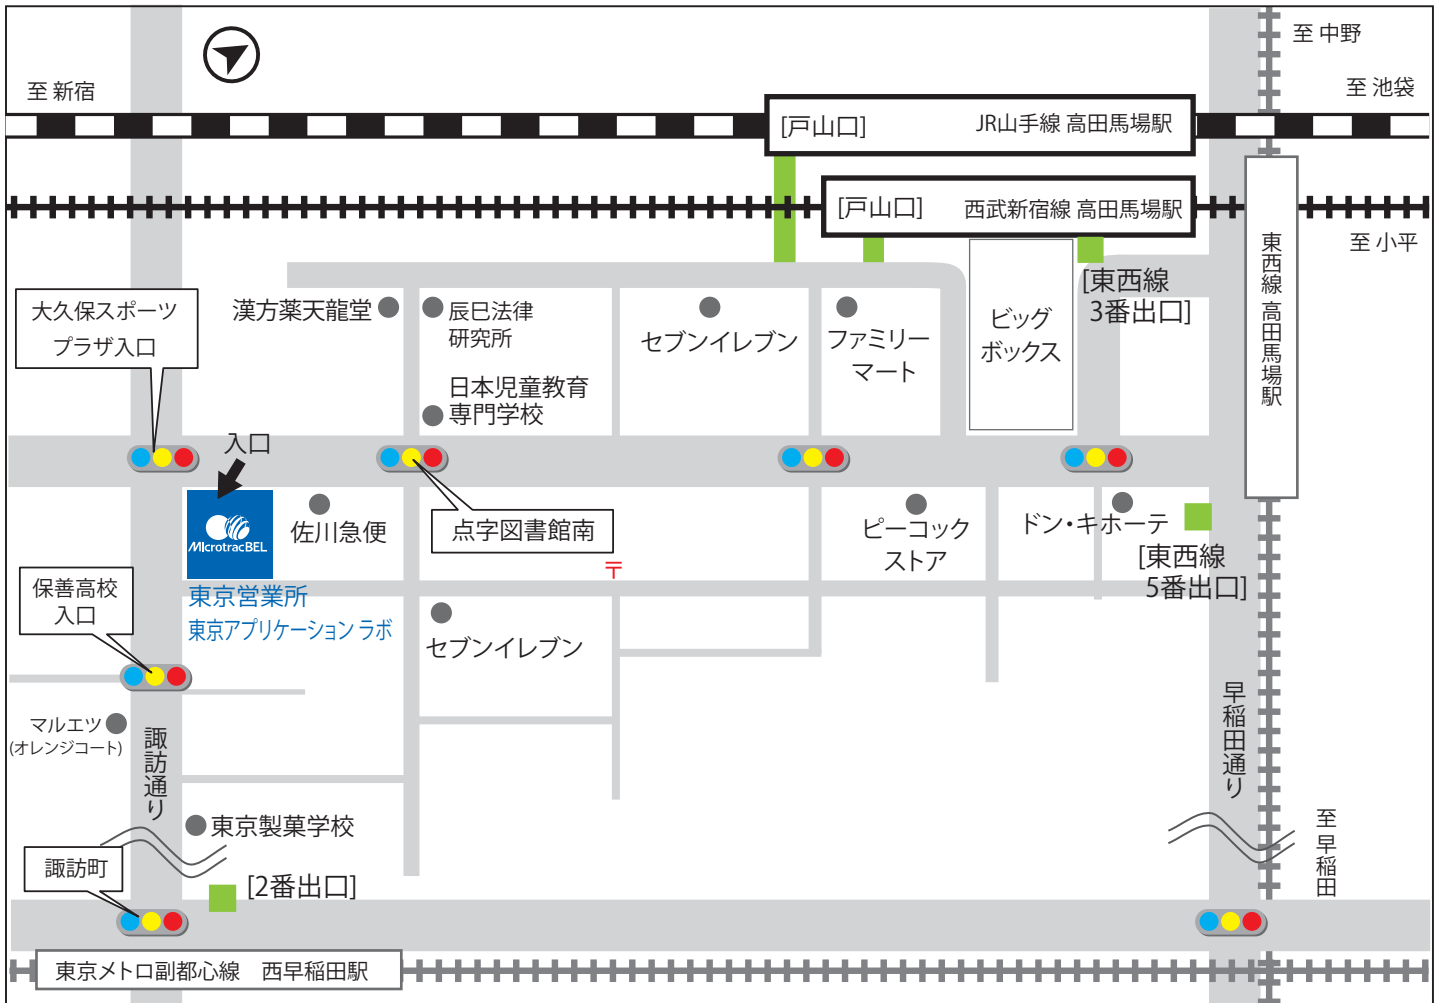 至 中野
至 新宿
至 池袋
[戸山口]
JR山手線 高田馬場駅
[戸山口]
西武新宿線 高田馬場駅
至 小平
東西線 高田馬場駅
[東西線
3番出口]
大久保スポーツ
プラザ入口
漢方薬天龍堂
辰巳法律
研究所
セブンイレブン
ファミリー
マート
ビッグ
ボックス
日本児童教育
専門学校
入口
MicrotracBEL
佐川急便
点字図書館南
ピーコック
ストア
ドン・キホーテ
[東西線
5番出口]
〒
保善高校
入口
東京営業所
東京アプリケーション ラボ
セブンイレブン
マルエツ
(オレンジコート)
諏訪通り
早稲田通り
東京製菓学校
至 早稲田
諏訪町
[2番出口]
東京メトロ副都心線 西早稲田駅